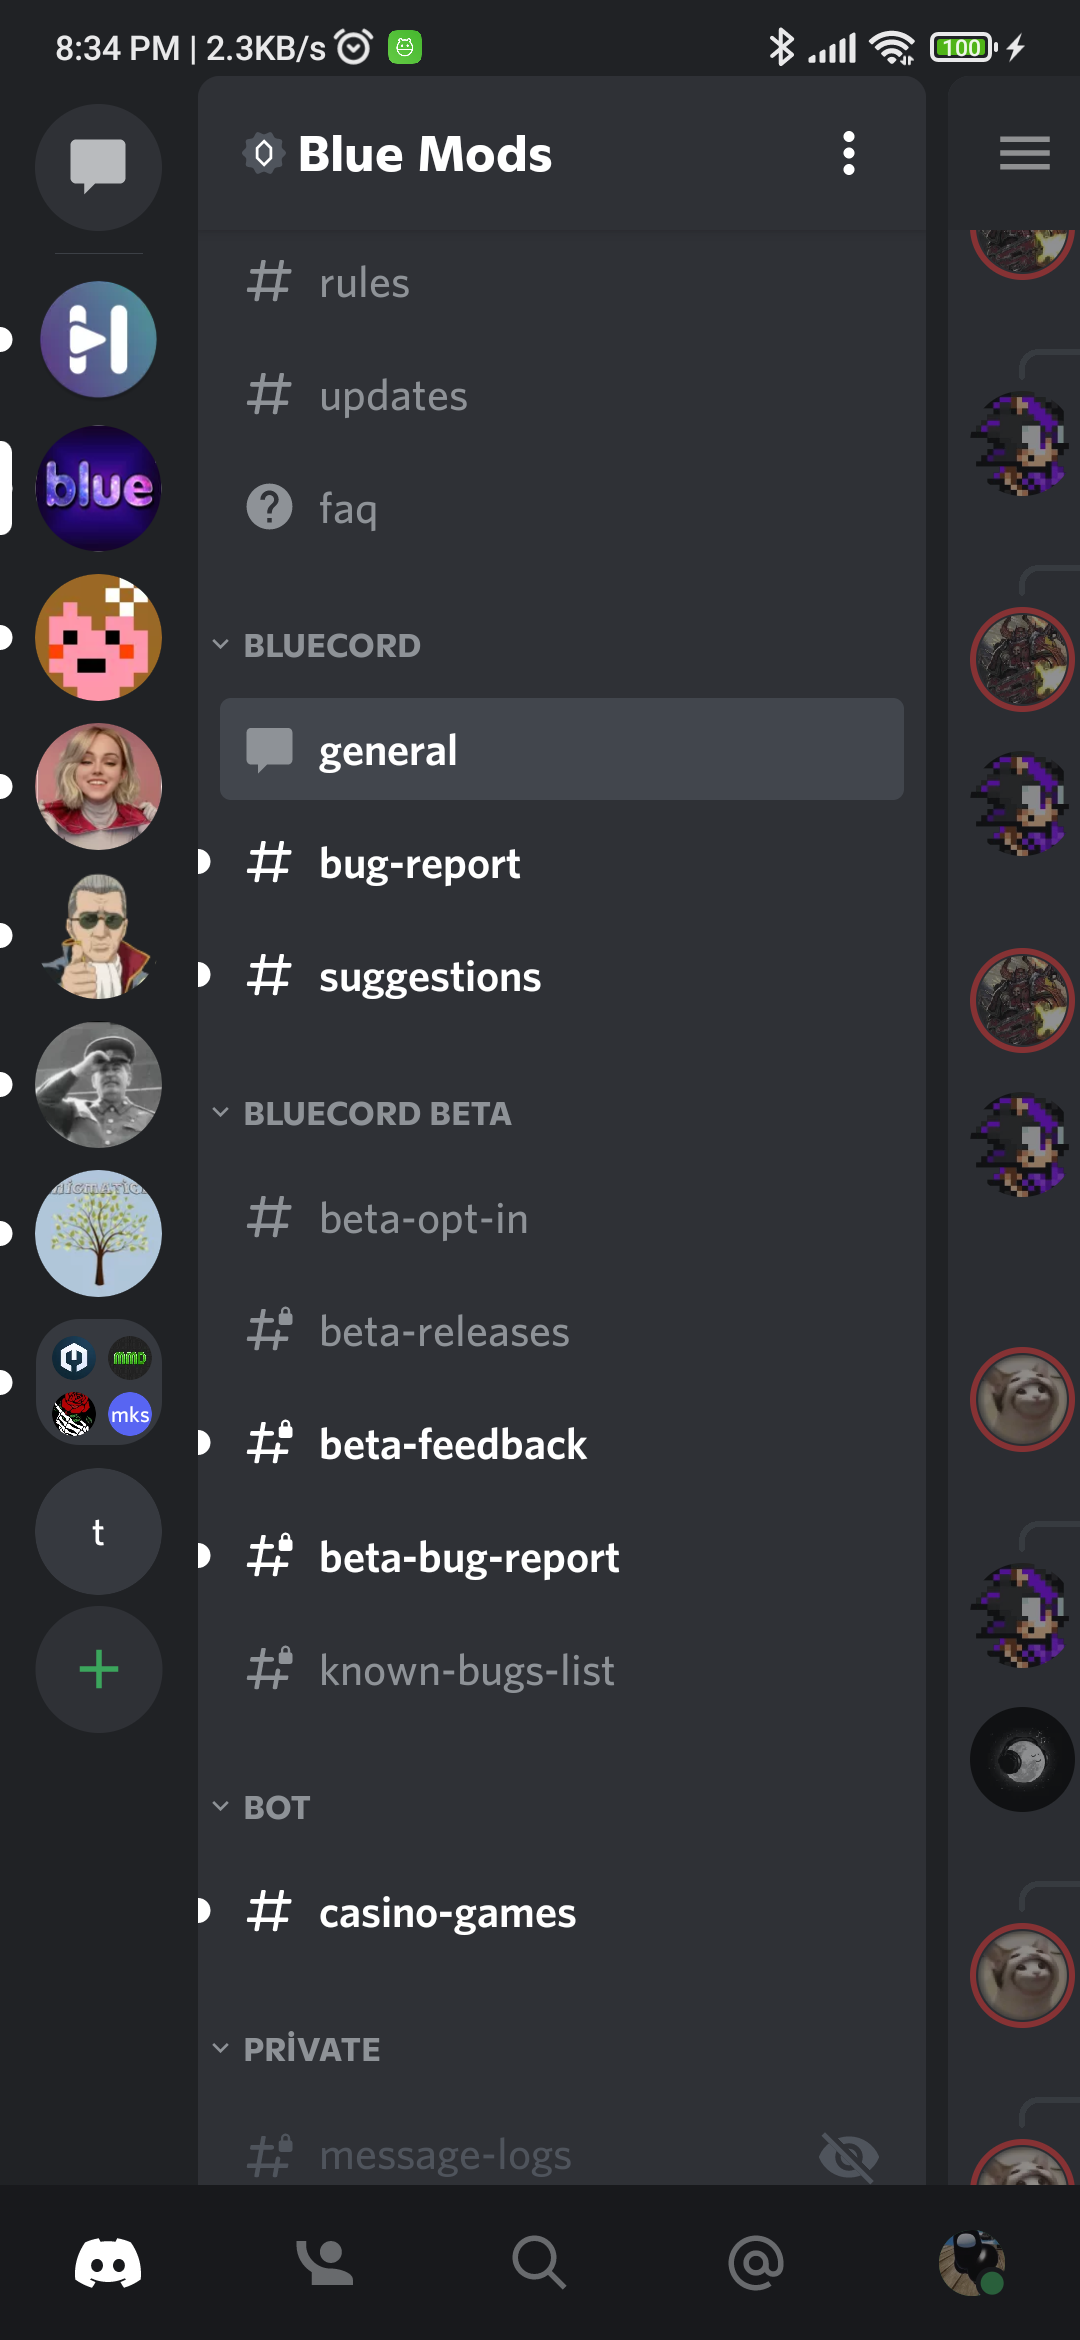 8:34 PM | 2.3KB/s
100
Blue Mods
rules
updates
faq
blue
BLUECORD
general
bug-report
suggestions
BLUECORD BETA
beta-opt-in
beta-releases
beta-feedback
mmd
mks
beta-bug-report
t
known-bugs-list
BOT
casino-games
PRİVATE
message-logs